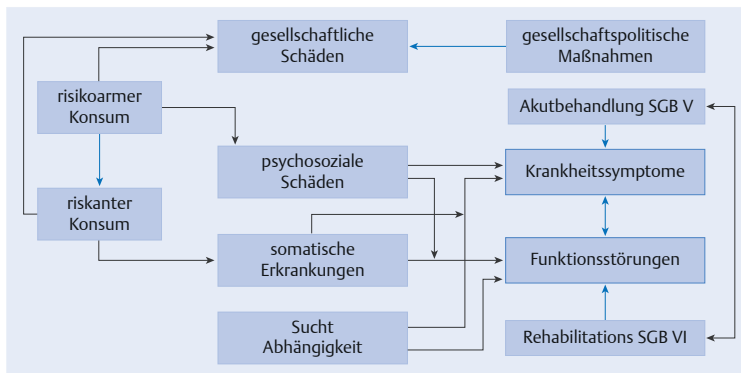 gesellschaftliche
Schäden
gesellschaftspolitische
Maßnahmen
risikoarmer
Konsum
Akutbehandlung SGB V
psychosoziale
Schäden
Krankheitssymptome
riskanter
Konsum
somatische
Erkrankungen
Funktionsstörungen
Sucht
Abhängigkeit
Rehabilitations SGB VI